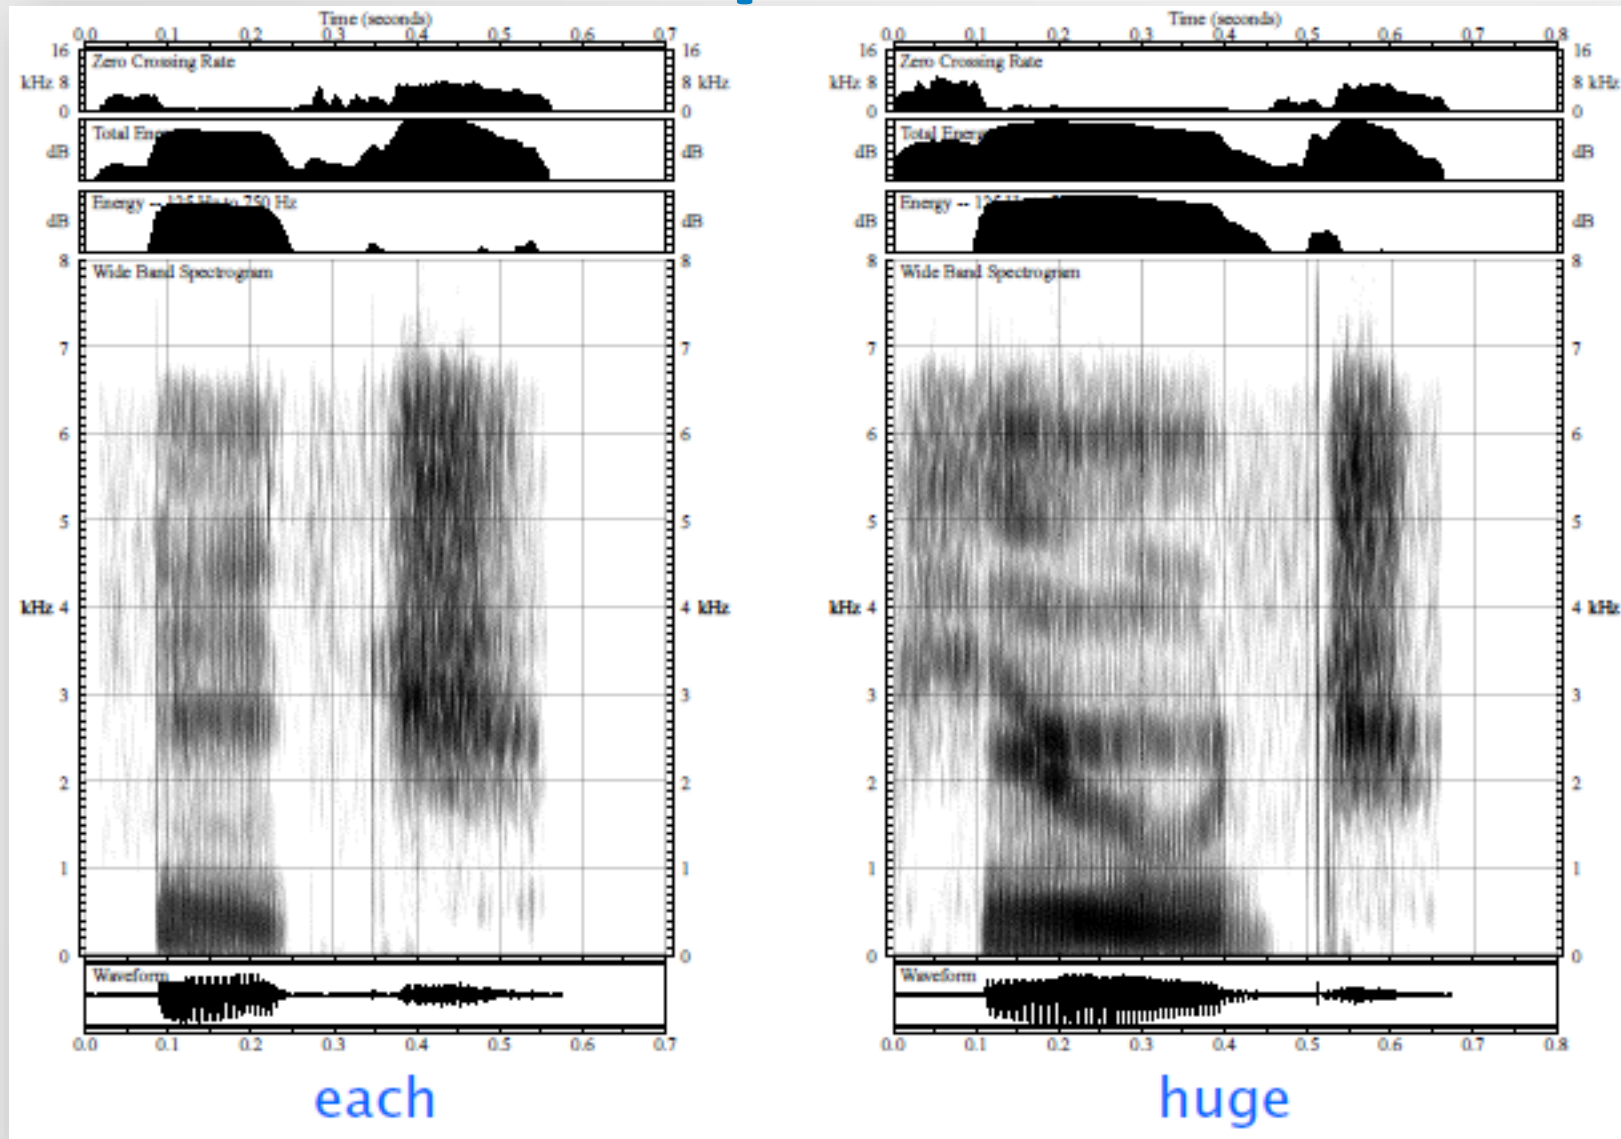 Time (seconds)
0.0 0.1 0.2 0.3 0.4 0.5 0.6 0.7
16 Zero Crossing Rate 16
kHz 8 8 kHz
0 0
Total
dB dB
Energy -- 125 Hz to 750 Hz
dB dB
8 Wide Band Spectrogram 8
7 7
6 6
5 5
kHz 4 4 kHz
3 3
2 2
1 1
0 0
Waveform
0.0 0.1 0.2 0.3 0.4 0.5 0.6 0.7
each
Time (seconds)
0.0 0.1 0.2 0.3 0.4 0.5 0.6 0.7 0.8
16 Zero Crossing Rate 16
kHz 8 8 kHz
0 0
Total
dB dB
Energy --
dB dB
8 Wide Band Spectrogram 8
7 7
6 6
5 5
kHz 4 4 kHz
3 3
2 2
1 1
0 0
Waveform
0.0 0.1 0.2 0.3 0.4 0.5 0.6 0.7 0.8
huge